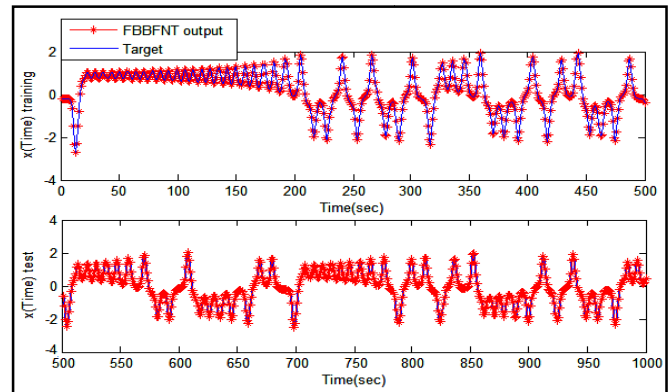 FBBFNT output
Target
x(Time) training
2
0
-2
-4
0 50 100 150 200 250 300 350 400 450 500
Time(sec)
x(Time) test
4
2
0
-2
-4
500 550 600 650 700 750 800 850 900 950 1000
Time(sec)